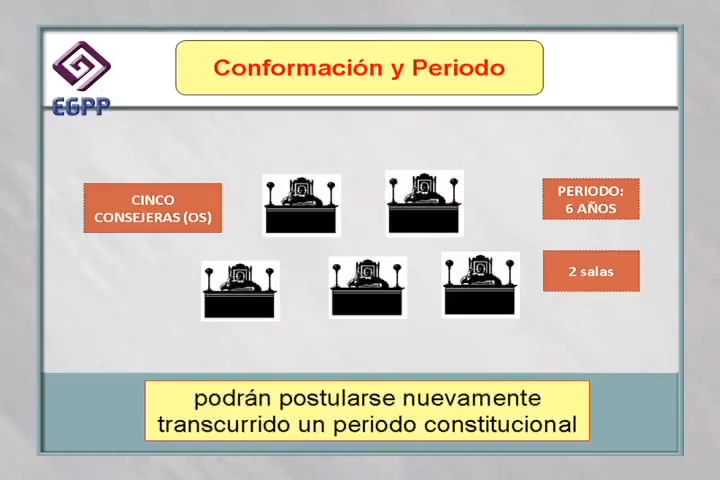 Conformación y Periodo
EGPP
CINCO
CONSEJERAS (OS)
PERIODO:
6 AÑOS
2 salas
podrán postularse nuevamente
transcurrido un periodo constitucional